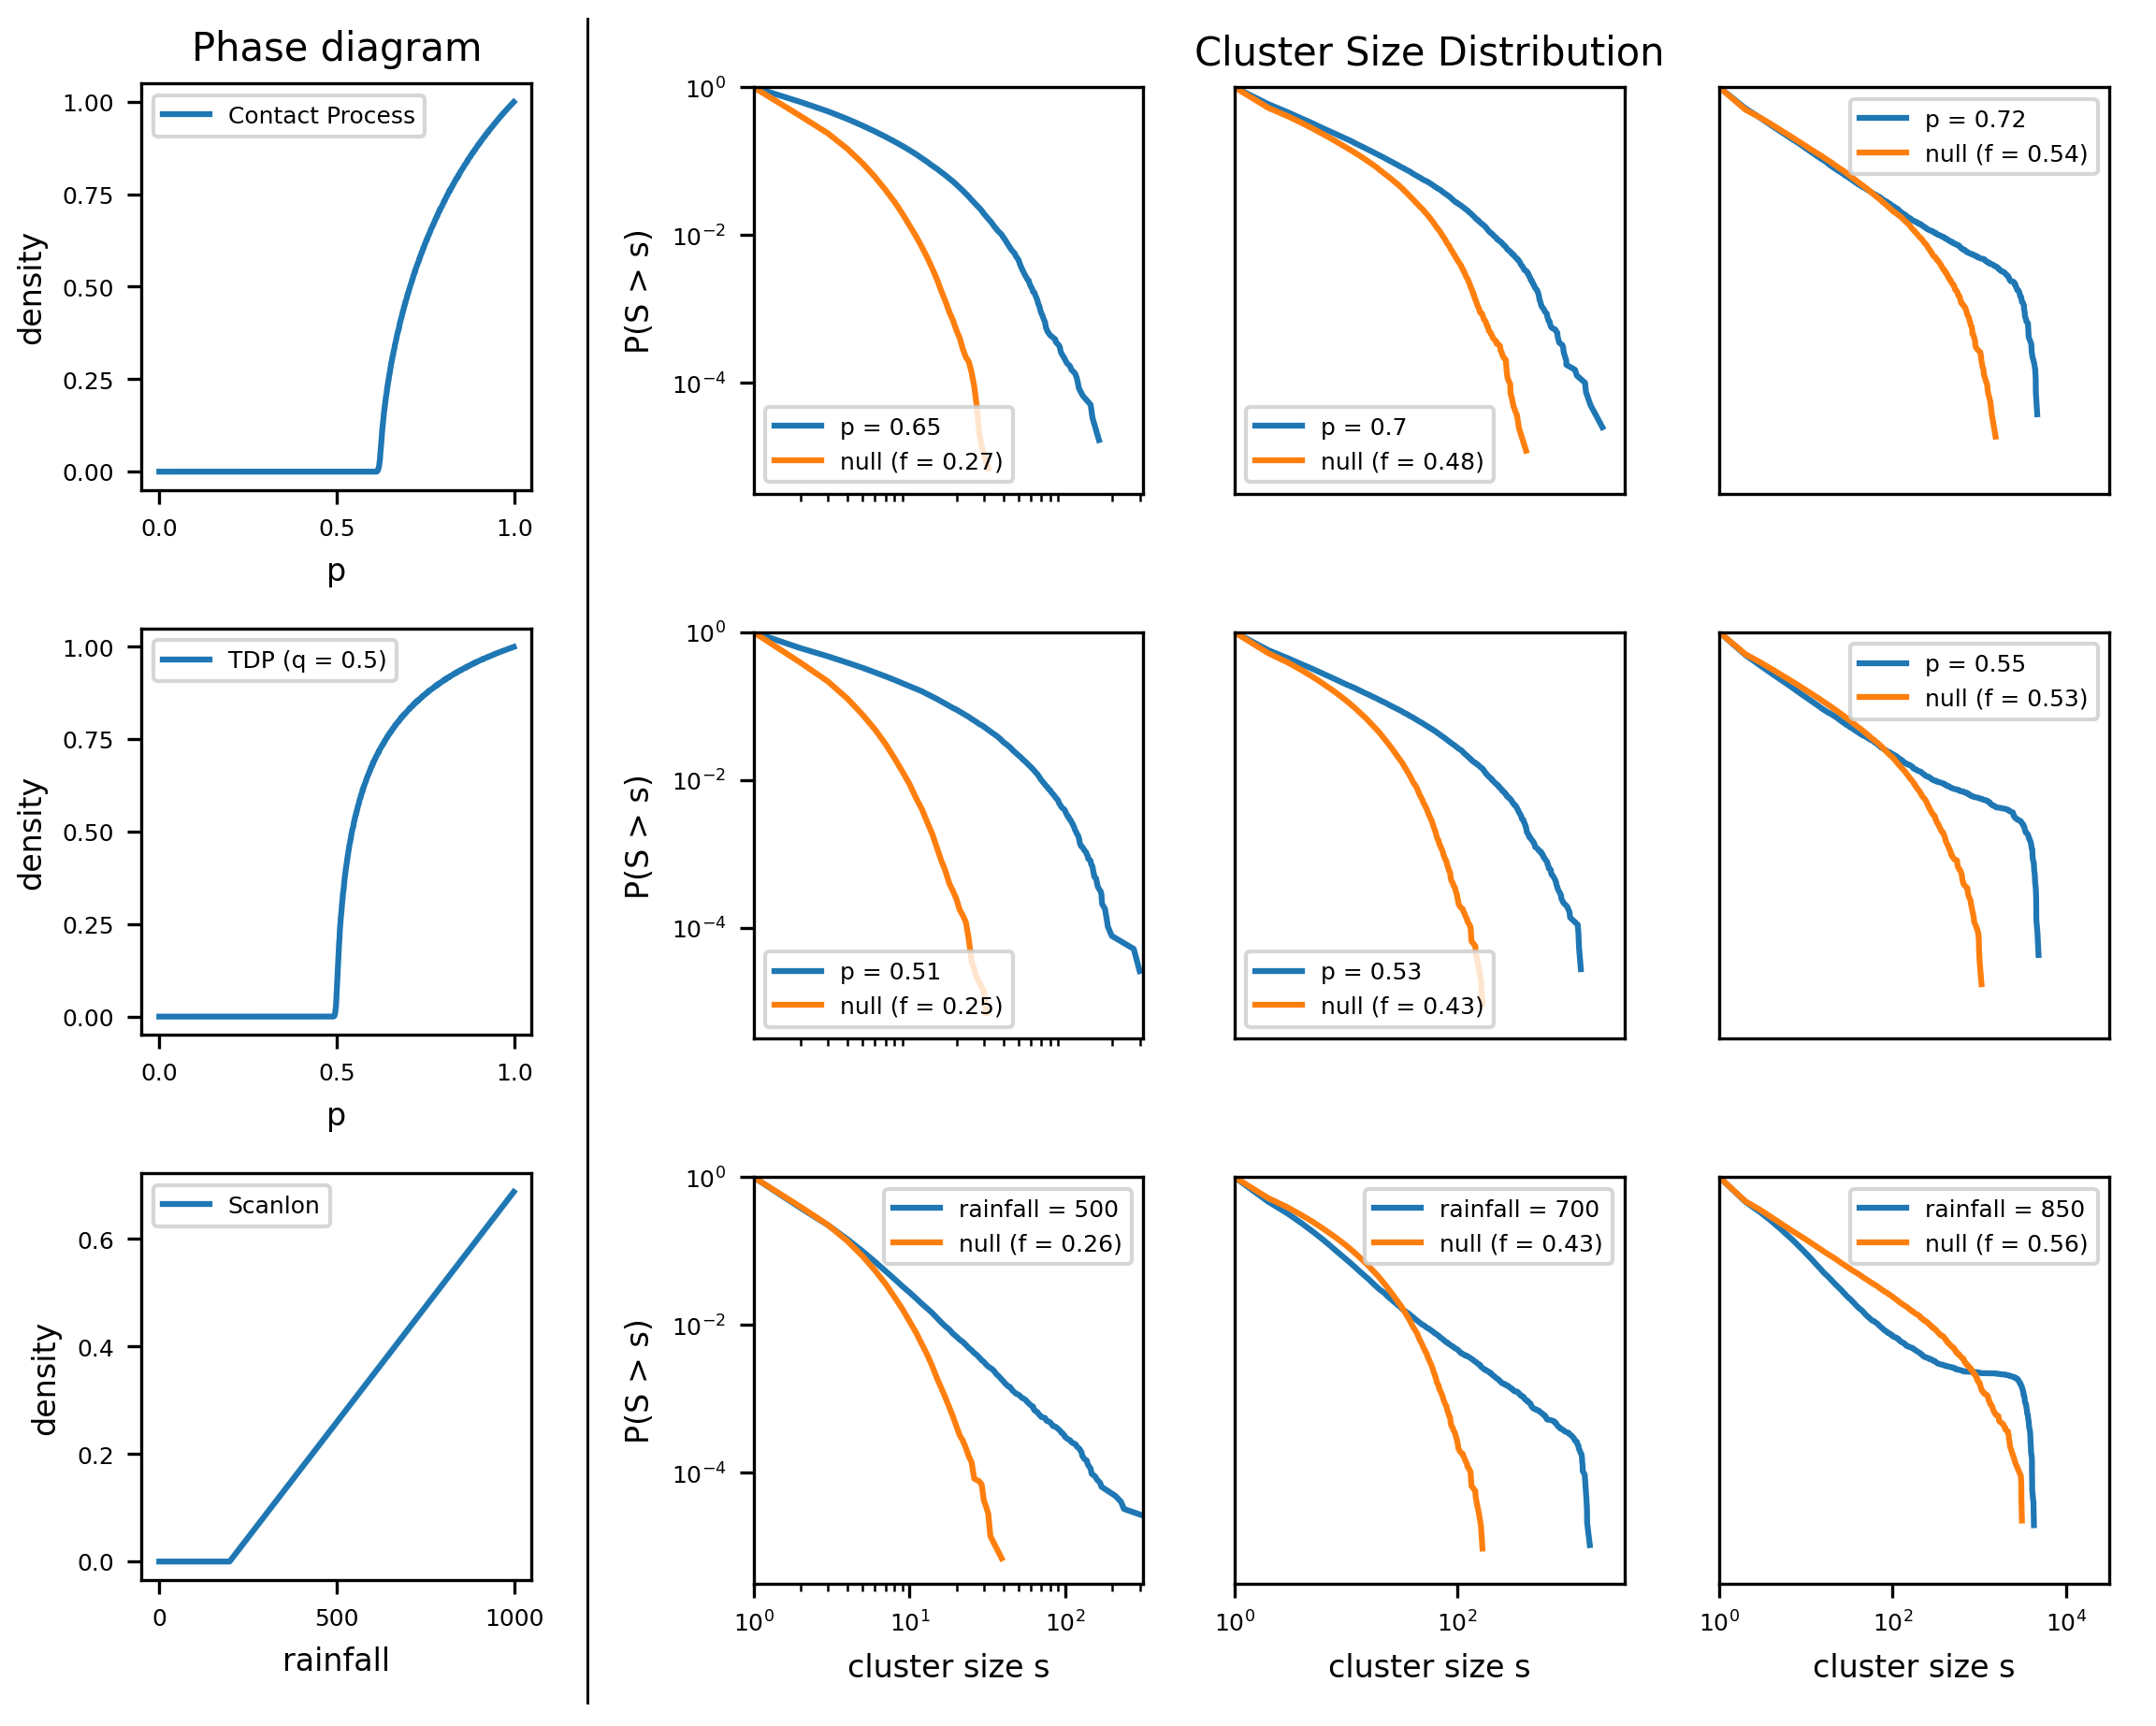 Phase diagram
Cluster Size Distribution
1.00
0.75
0.50
0.25
0.00
density
Contact Process
0.0 0.5 1.0
p
10^0
10^-2
10^-4
P(S > s)
p = 0.65
null (f = 0.27)
p = 0.7
null (f = 0.48)
p = 0.72
null (f = 0.54)
1.00
0.75
0.50
0.25
0.00
density
TDP (q = 0.5)
0.0 0.5 1.0
p
10^0
10^-2
10^-4
P(S > s)
p = 0.51
null (f = 0.25)
p = 0.53
null (f = 0.43)
p = 0.55
null (f = 0.53)
0.6
0.4
0.2
0.0
density
Scanlon
0 500 1000
rainfall
10^0
10^-2
10^-4
P(S > s)
rainfall = 500
null (f = 0.26)
10^0 10^1 10^2
cluster size s
rainfall = 700
null (f = 0.43)
10^0 10^2
cluster size s
rainfall = 850
null (f = 0.56)
10^0 10^2 10^4
cluster size s